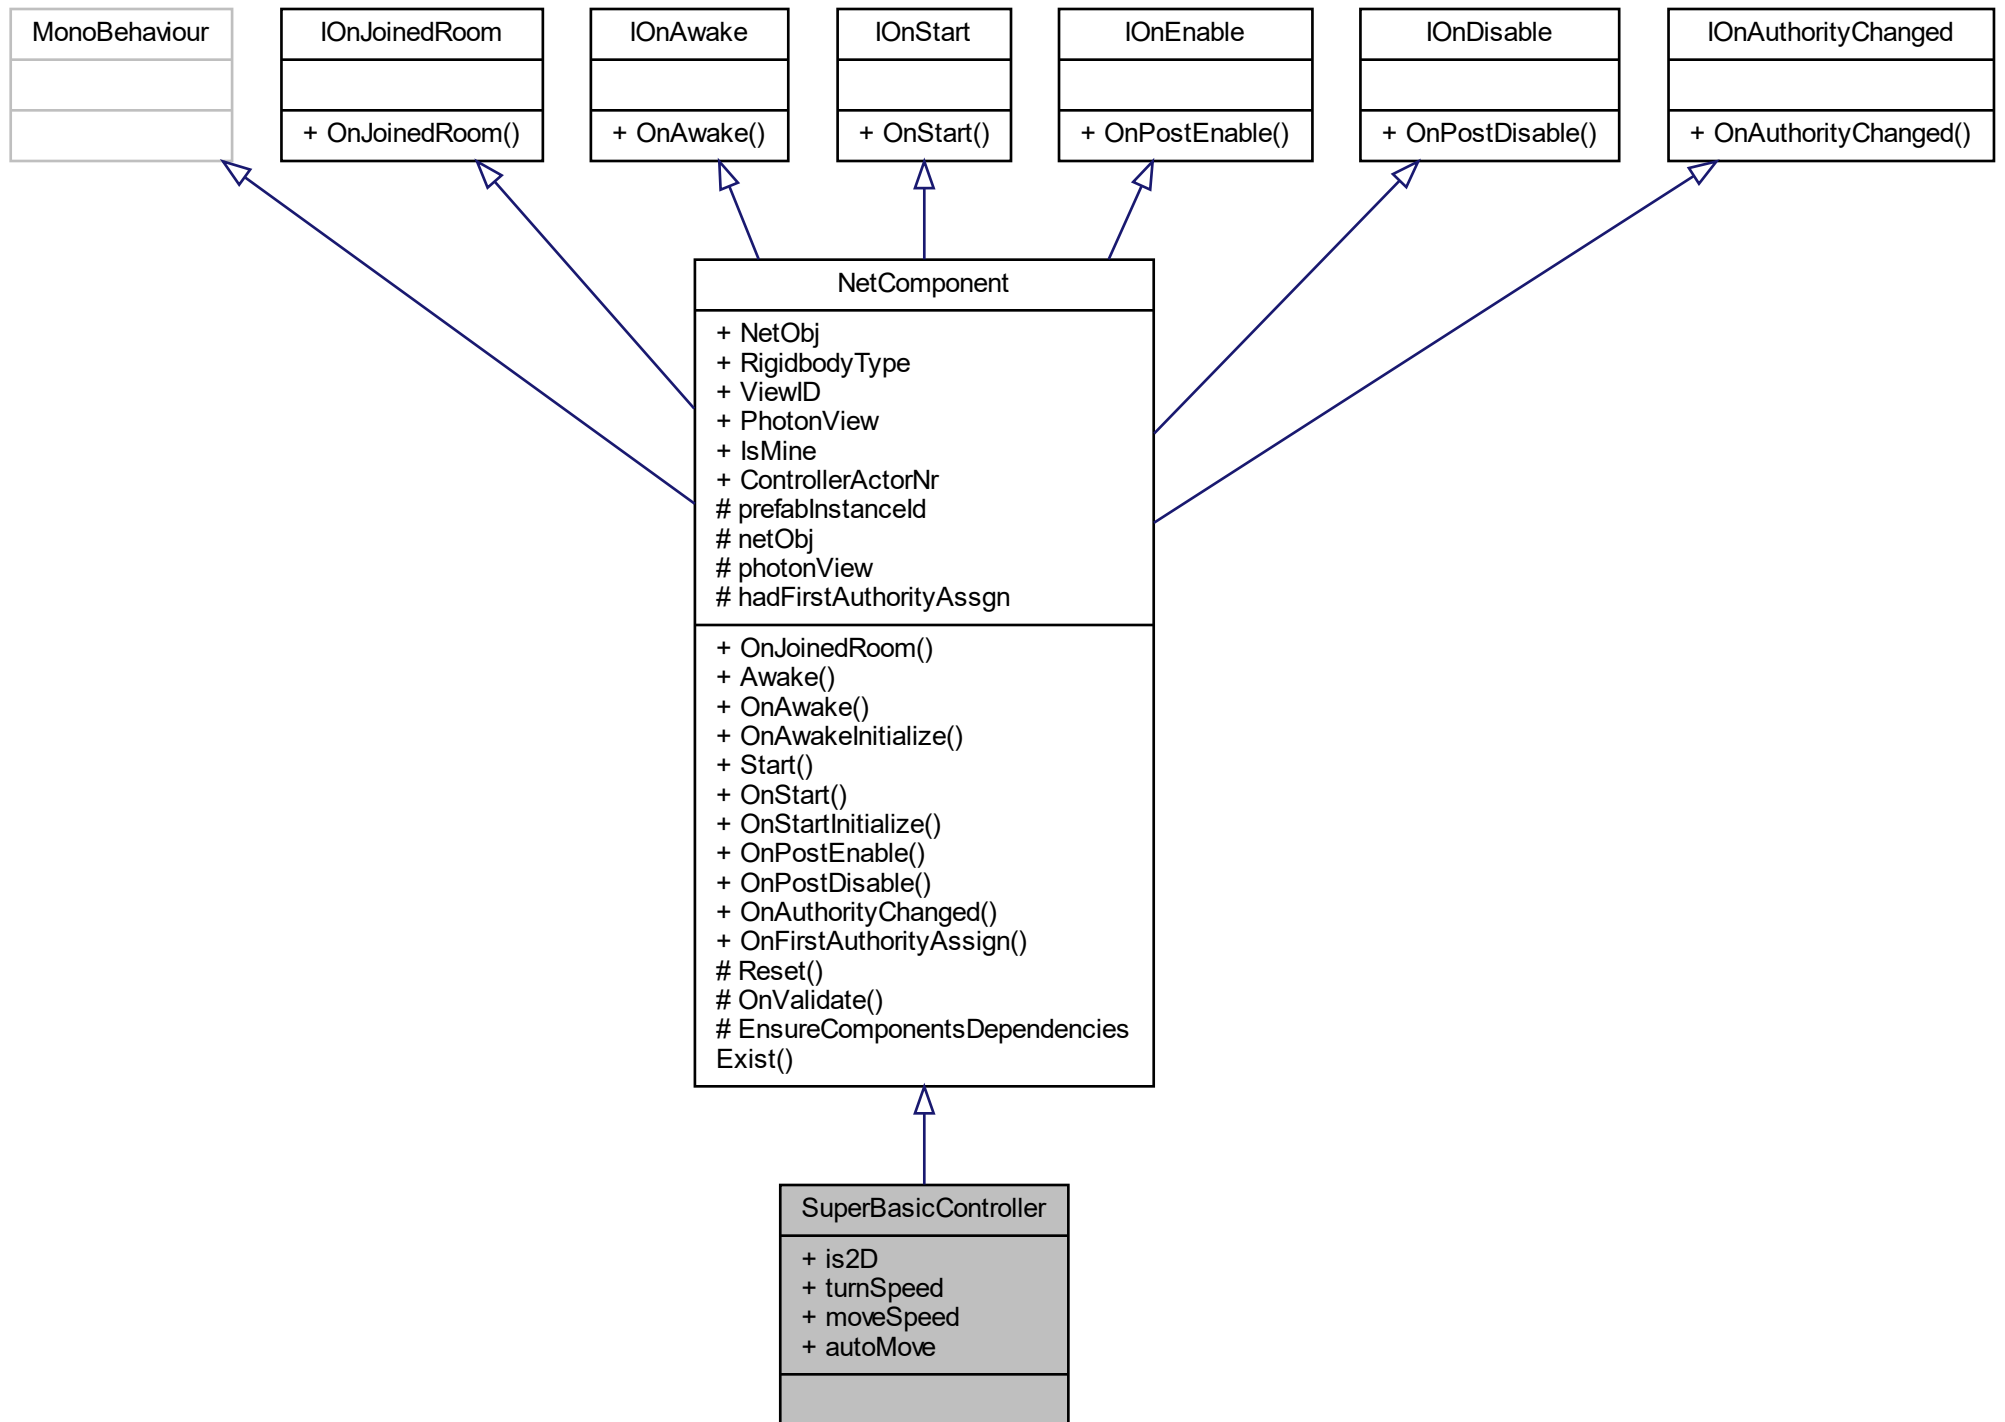 MonoBehaviour
IOnJoinedRoom
+ OnJoinedRoom()
IOnAwake
+ OnAwake()
IOnStart
+ OnStart()
IOnEnable
+ OnPostEnable()
IOnDisable
+ OnPostDisable()
IOnAuthorityChanged
+ OnAuthorityChanged()
NetComponent
+ NetObj
+ RigidbodyType
+ ViewID
+ PhotonView
+ IsMine
+ ControllerActorNr
# prefabInstanceId
# netObj
# photonView
# hadFirstAuthorityAssgn
+ OnJoinedRoom()
+ Awake()
+ OnAwake()
+ OnAwakeInitialize()
+ Start()
+ OnStart()
+ OnStartInitialize()
+ OnPostEnable()
+ OnPostDisable()
+ OnAuthorityChanged()
+ OnFirstAuthorityAssign()
# Reset()
# OnValidate()
# EnsureComponentsDependencies
Exist()
SuperBasicController
+ is2D
+ turnSpeed
+ moveSpeed
+ autoMove